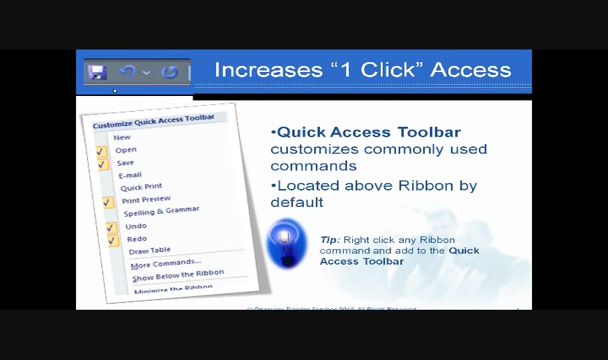 Increases “1 Click” Access
Customize Quick Access Toolbar
New
Open
Save
E-mail
Quick Print
Print Preview
Spelling & Grammar
Undo
Redo
Draw Table
More Commands...
Show Below the Ribbon
Minimize the Ribbon
•Quick Access Toolbar
customizes commonly used
commands
•Located above Ribbon by
default
Tip: Right click any Ribbon
command and add to the Quick
Access Toolbar